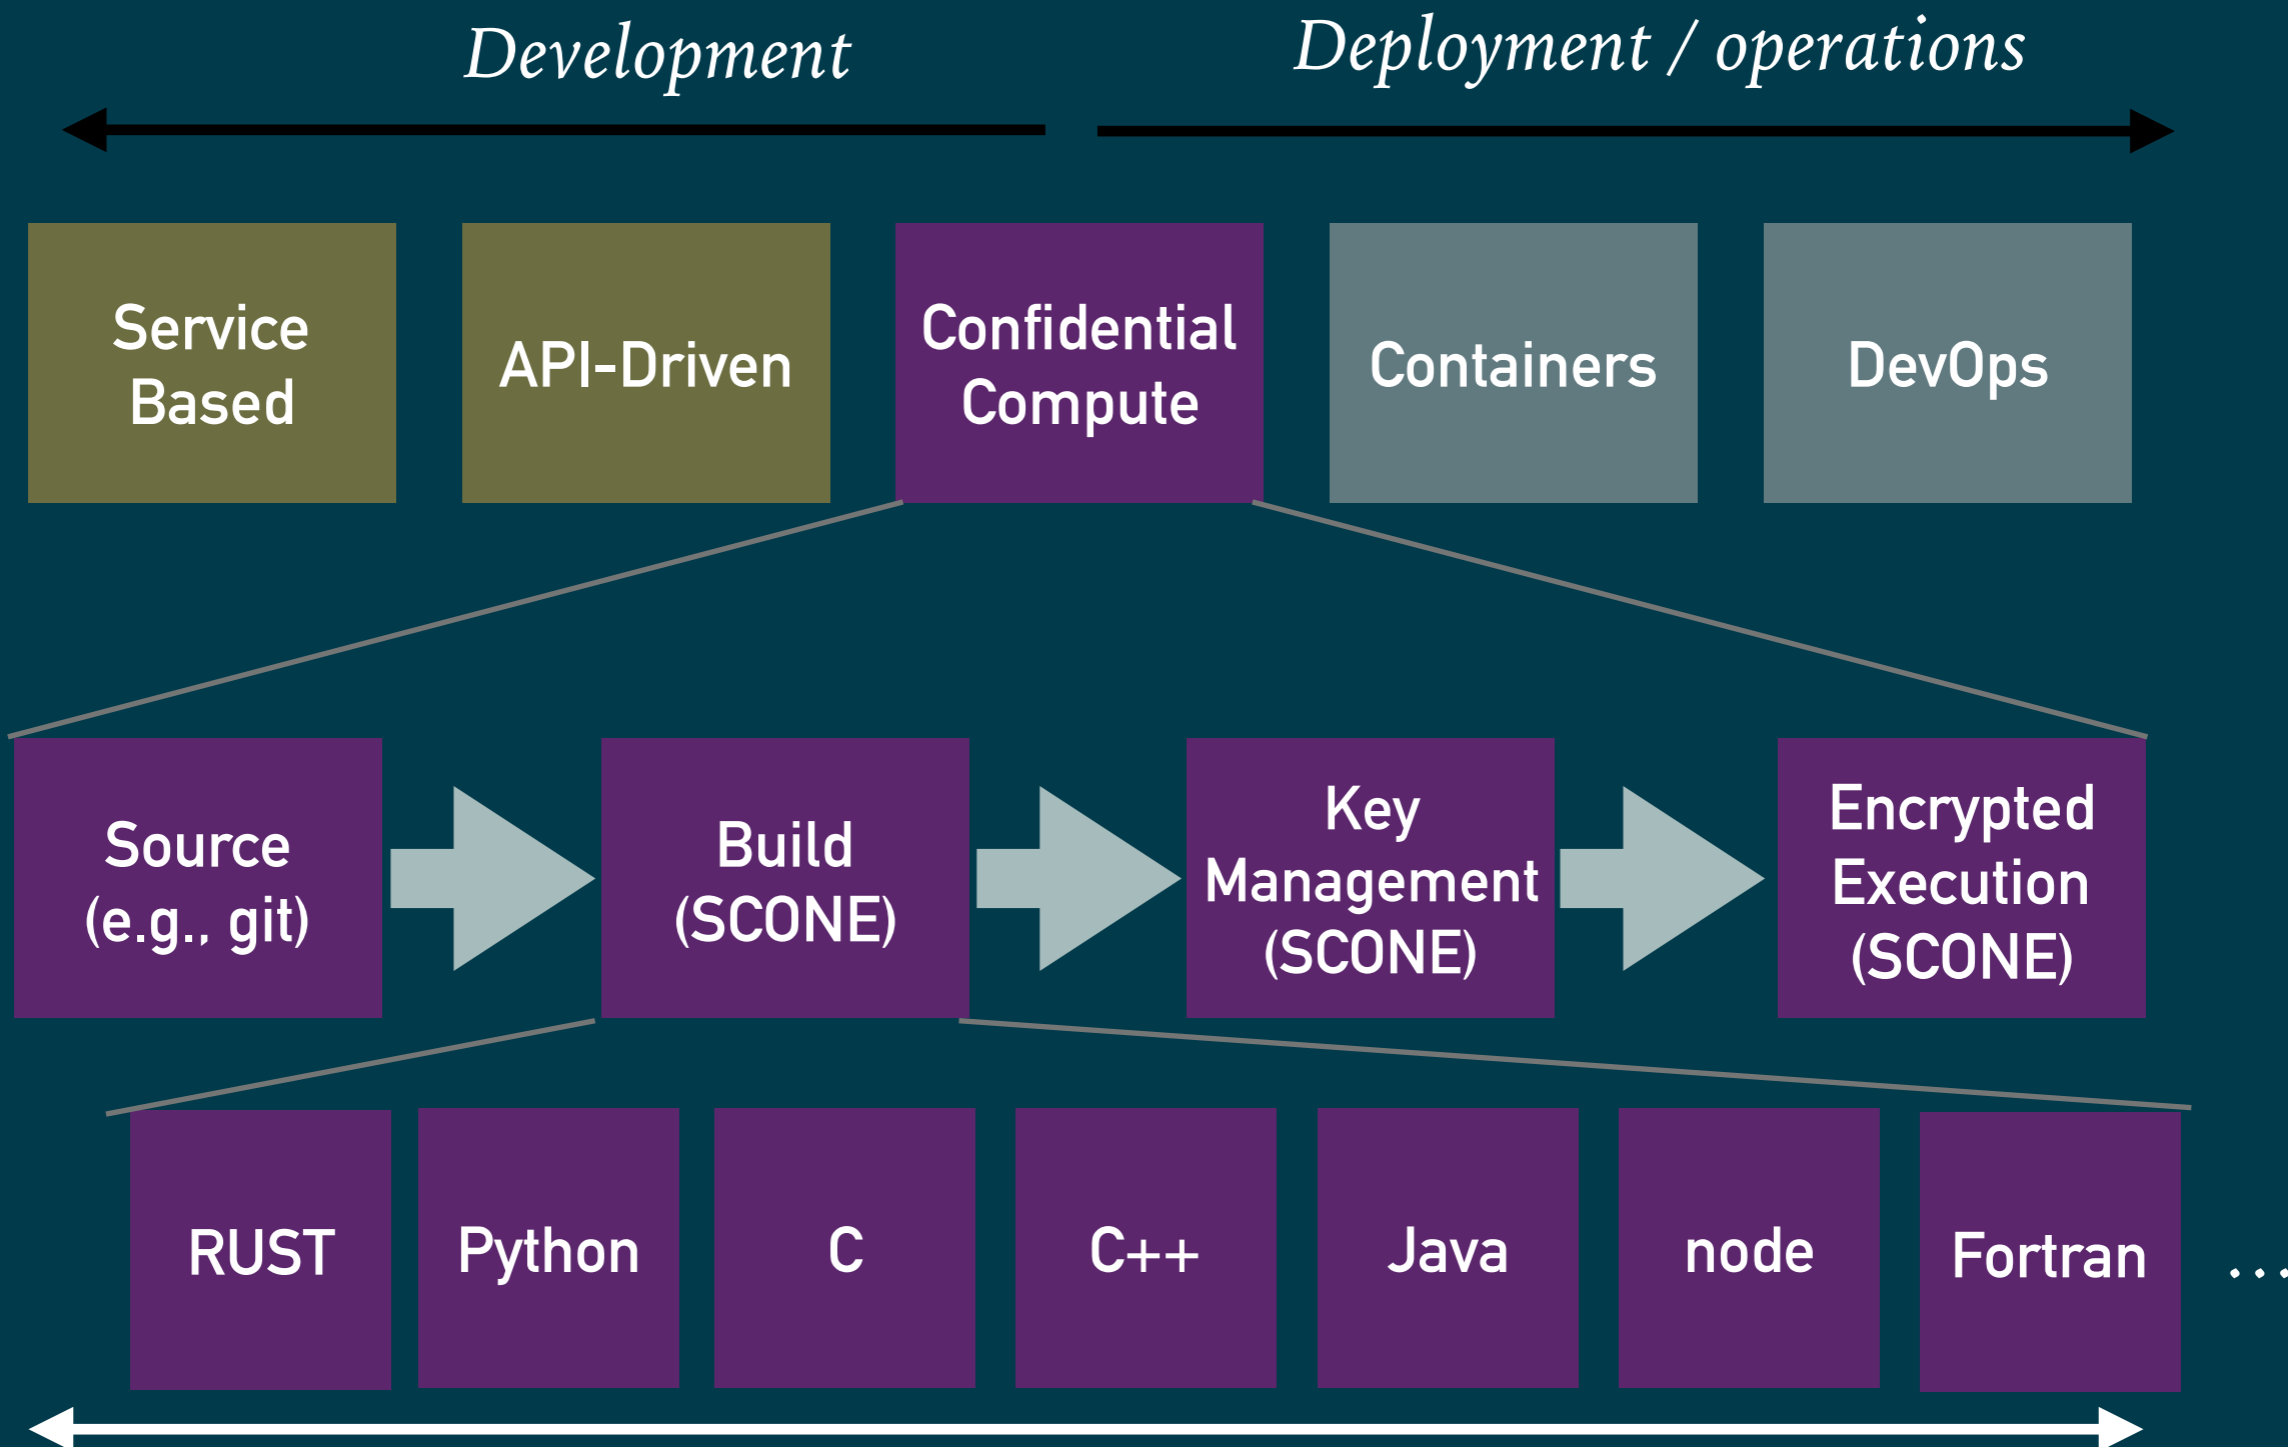 Development
Deployment / operations
Service
Based
API-Driven
Confidential
Compute
Containers
DevOps
Source
(e.g., git)
Build
(SCONE)
Key
Management
(SCONE)
Encrypted
Execution
(SCONE)
RUST
Python
C
C++
Java
node
Fortran
...